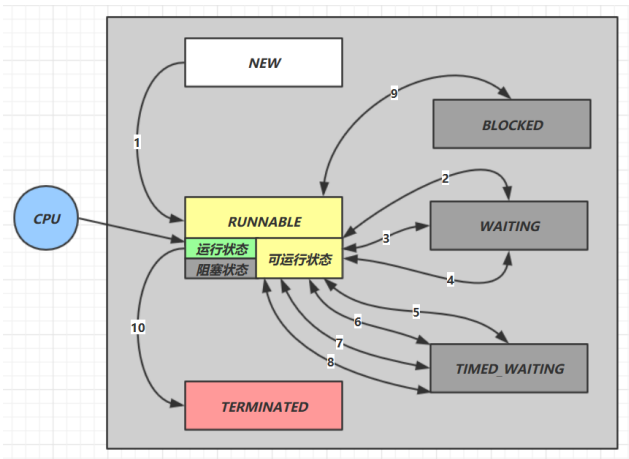 NEW
9
BLOCKED
1
2
CPU
RUNNABLE
WAITING
3
运行状态
可运行状态
阻塞状态
4
5
10
6
7
8
TIMED_WAITING
TERMINATED